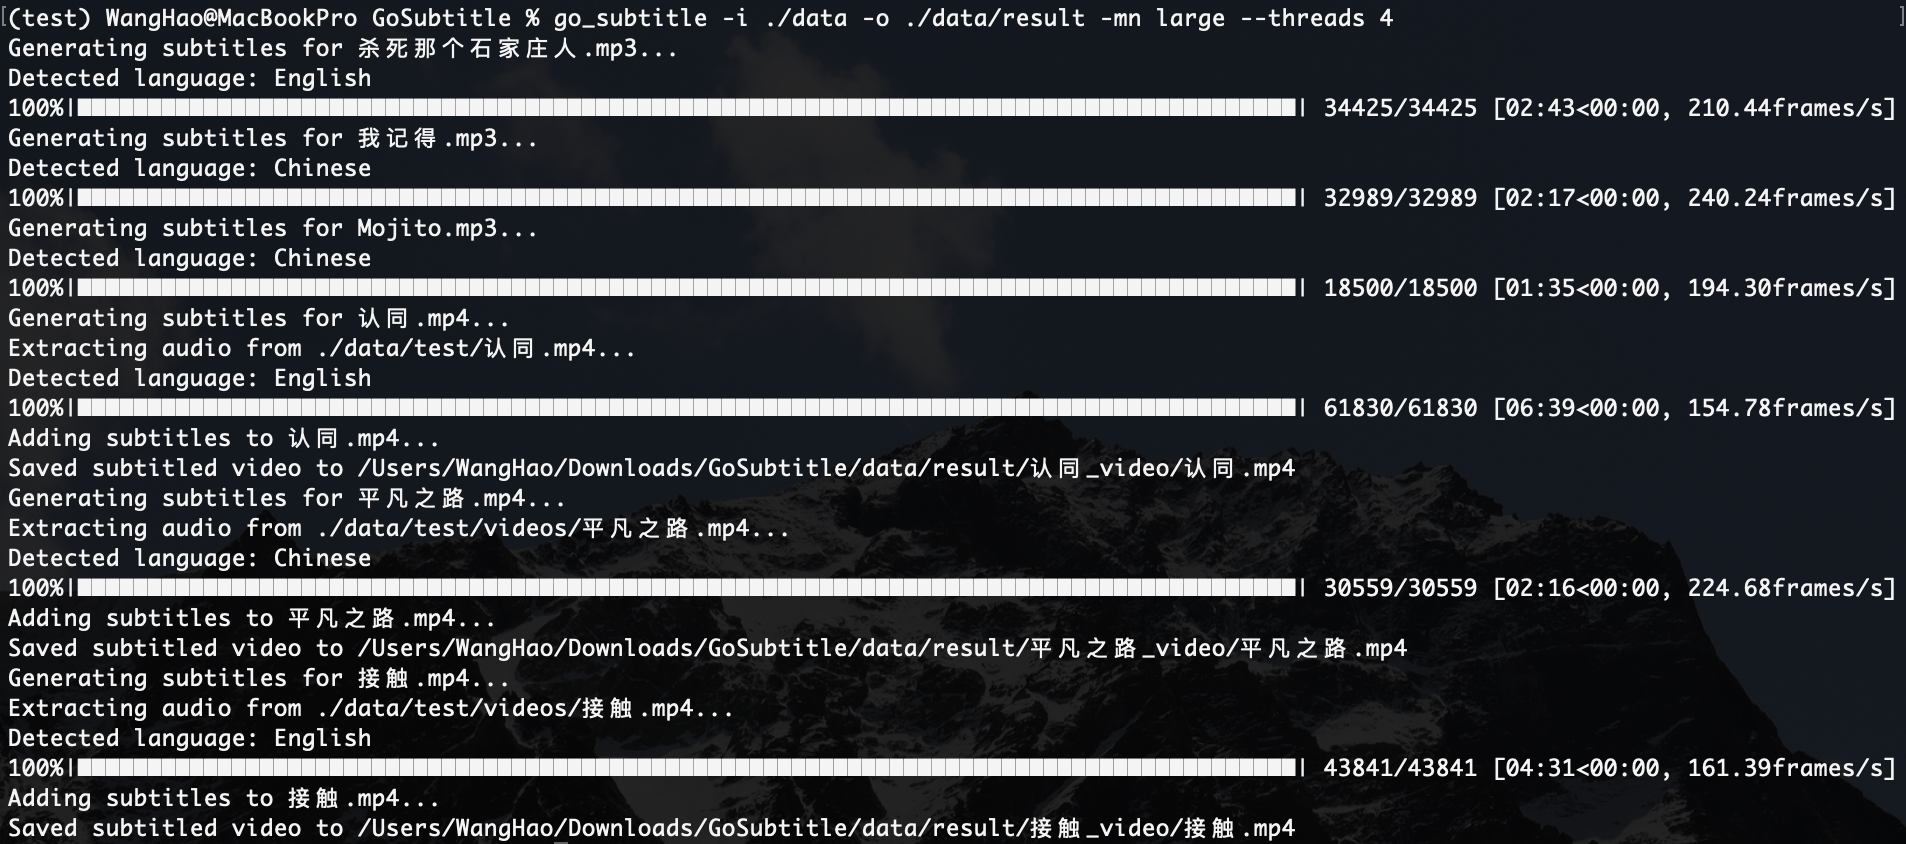 (test) WangHao@MacBookPro GoSubtitle % go_subtitle -i ./data -o ./data/result -mn large --threads 4
Generating subtitles for 杀死那个石家庄人.mp3...
Detected language: English
100%| 34425/34425 [02:43<00:00, 210.44frames/s]
Generating subtitles for 我记得.mp3...
Detected language: Chinese
100%| 32989/32989 [02:17<00:00, 240.24frames/s]
Generating subtitles for Mojito.mp3...
Detected language: Chinese
100%| 18500/18500 [01:35<00:00, 194.30frames/s]
Generating subtitles for 认同.mp4...
Extracting audio from ./data/test/认同.mp4...
Detected language: English
100%| 61830/61830 [06:39<00:00, 154.78frames/s]
Adding subtitles to 认同.mp4...
Saved subtitled video to /Users/WangHao/Downloads/GoSubtitle/data/result/认同_video/认同.mp4
Generating subtitles for 平凡之路.mp4...
Extracting audio from ./data/test/videos/平凡之路.mp4...
Detected language: Chinese
100%| 30559/30559 [02:16<00:00, 224.68frames/s]
Adding subtitles to 平凡之路.mp4...
Saved subtitled video to /Users/WangHao/Downloads/GoSubtitle/data/result/平凡之路_video/平凡之路.mp4
Generating subtitles for 接触.mp4...
Extracting audio from ./data/test/videos/接触.mp4...
Detected language: English
100%| 43841/43841 [04:31<00:00, 161.39frames/s]
Adding subtitles to 接触.mp4...
Saved subtitled video to /Users/WangHao/Downloads/GoSubtitle/data/result/接触_video/接触.mp4